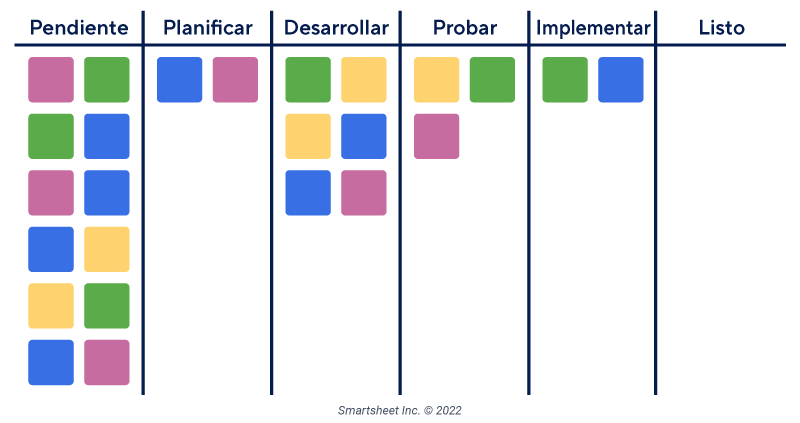 Pendiente Planificar Desarrollar Probar Implementar Listo
Smartsheet Inc. © 2022